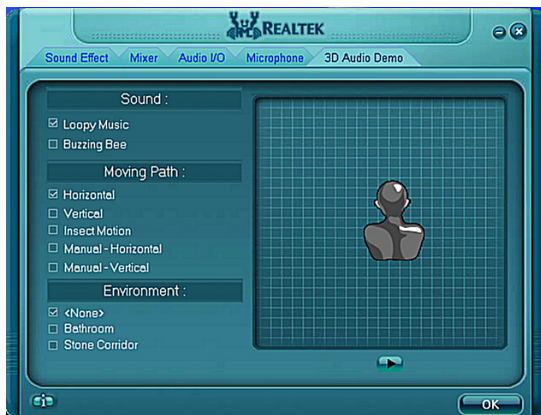 REALTEK
Sound Effect Mixer Audio I/O Microphone 3D Audio Demo
Sound :
Loopy Music
Buzzing Bee
Moving Path :
Horizontal
Vertical
Insect Motion
Manual-Horizontal
Manual-Vertical
Environment :
<None>
Bathroom
Stone Corridor
OK